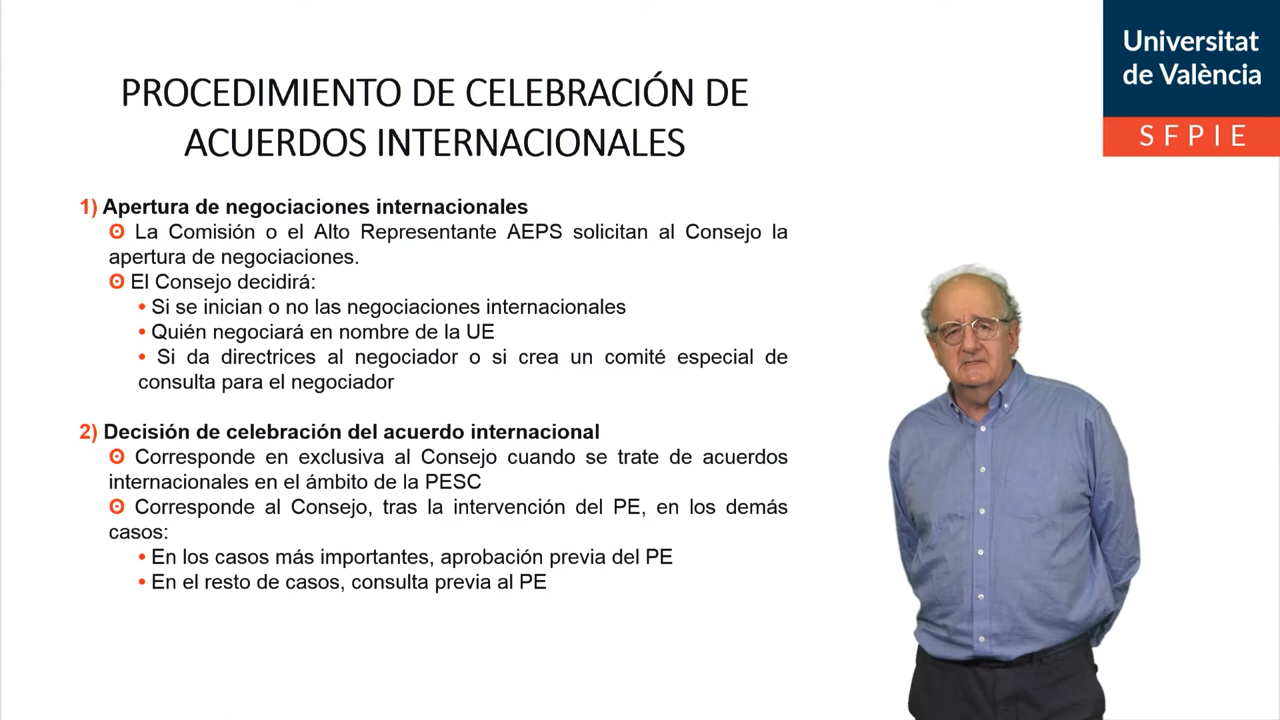 Universitat
de València
SFPIE
PROCEDIMIENTO DE CELEBRACIÓN DE
ACUERDOS INTERNACIONALES
1) Apertura de negociaciones internacionales
ʘ La Comisión o el Alto Representante AEPS solicitan al Consejo la
apertura de negociaciones.
ʘ El Consejo decidirá:
• Si se inician o no las negociaciones internacionales
• Quién negociará en nombre de la UE
• Si da directrices al negociador o si crea un comité especial de
consulta para el negociador
2) Decisión de celebración del acuerdo internacional
ʘ Corresponde en exclusiva al Consejo cuando se trate de acuerdos
internacionales en el ámbito de la PESC
ʘ Corresponde al Consejo, tras la intervención del PE, en los demás
casos:
• En los casos más importantes, aprobación previa del PE
• En el resto de casos, consulta previa al PE